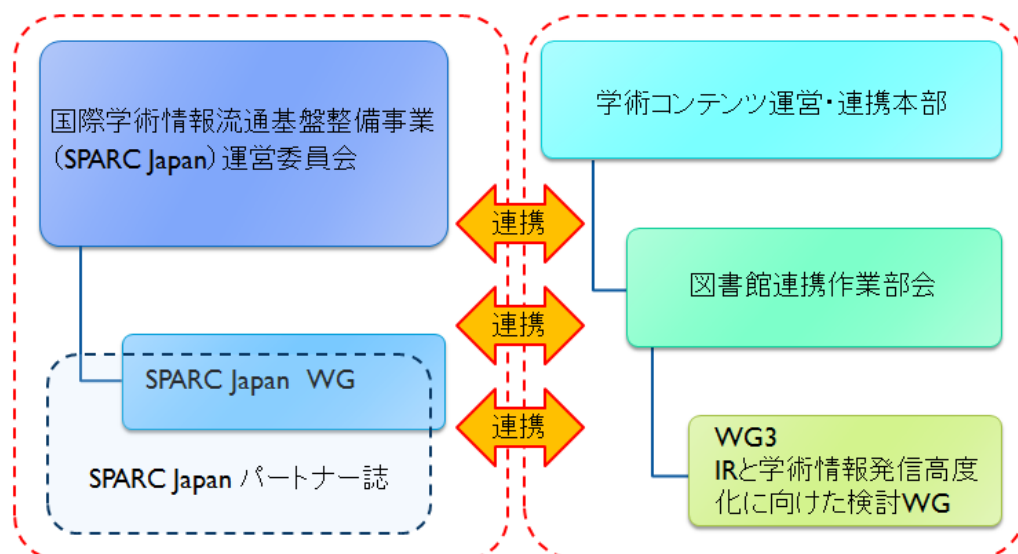 国際学術情報流通基盤整備事業
（SPARC Japan）運営委員会
SPARC Japan　WG
SPARC Japan パートナー誌
連携
連携
連携
学術コンテンツ運営・連携本部
図書館連携作業部会
WG3
IRと学術情報発信高度
化に向けた検討WG